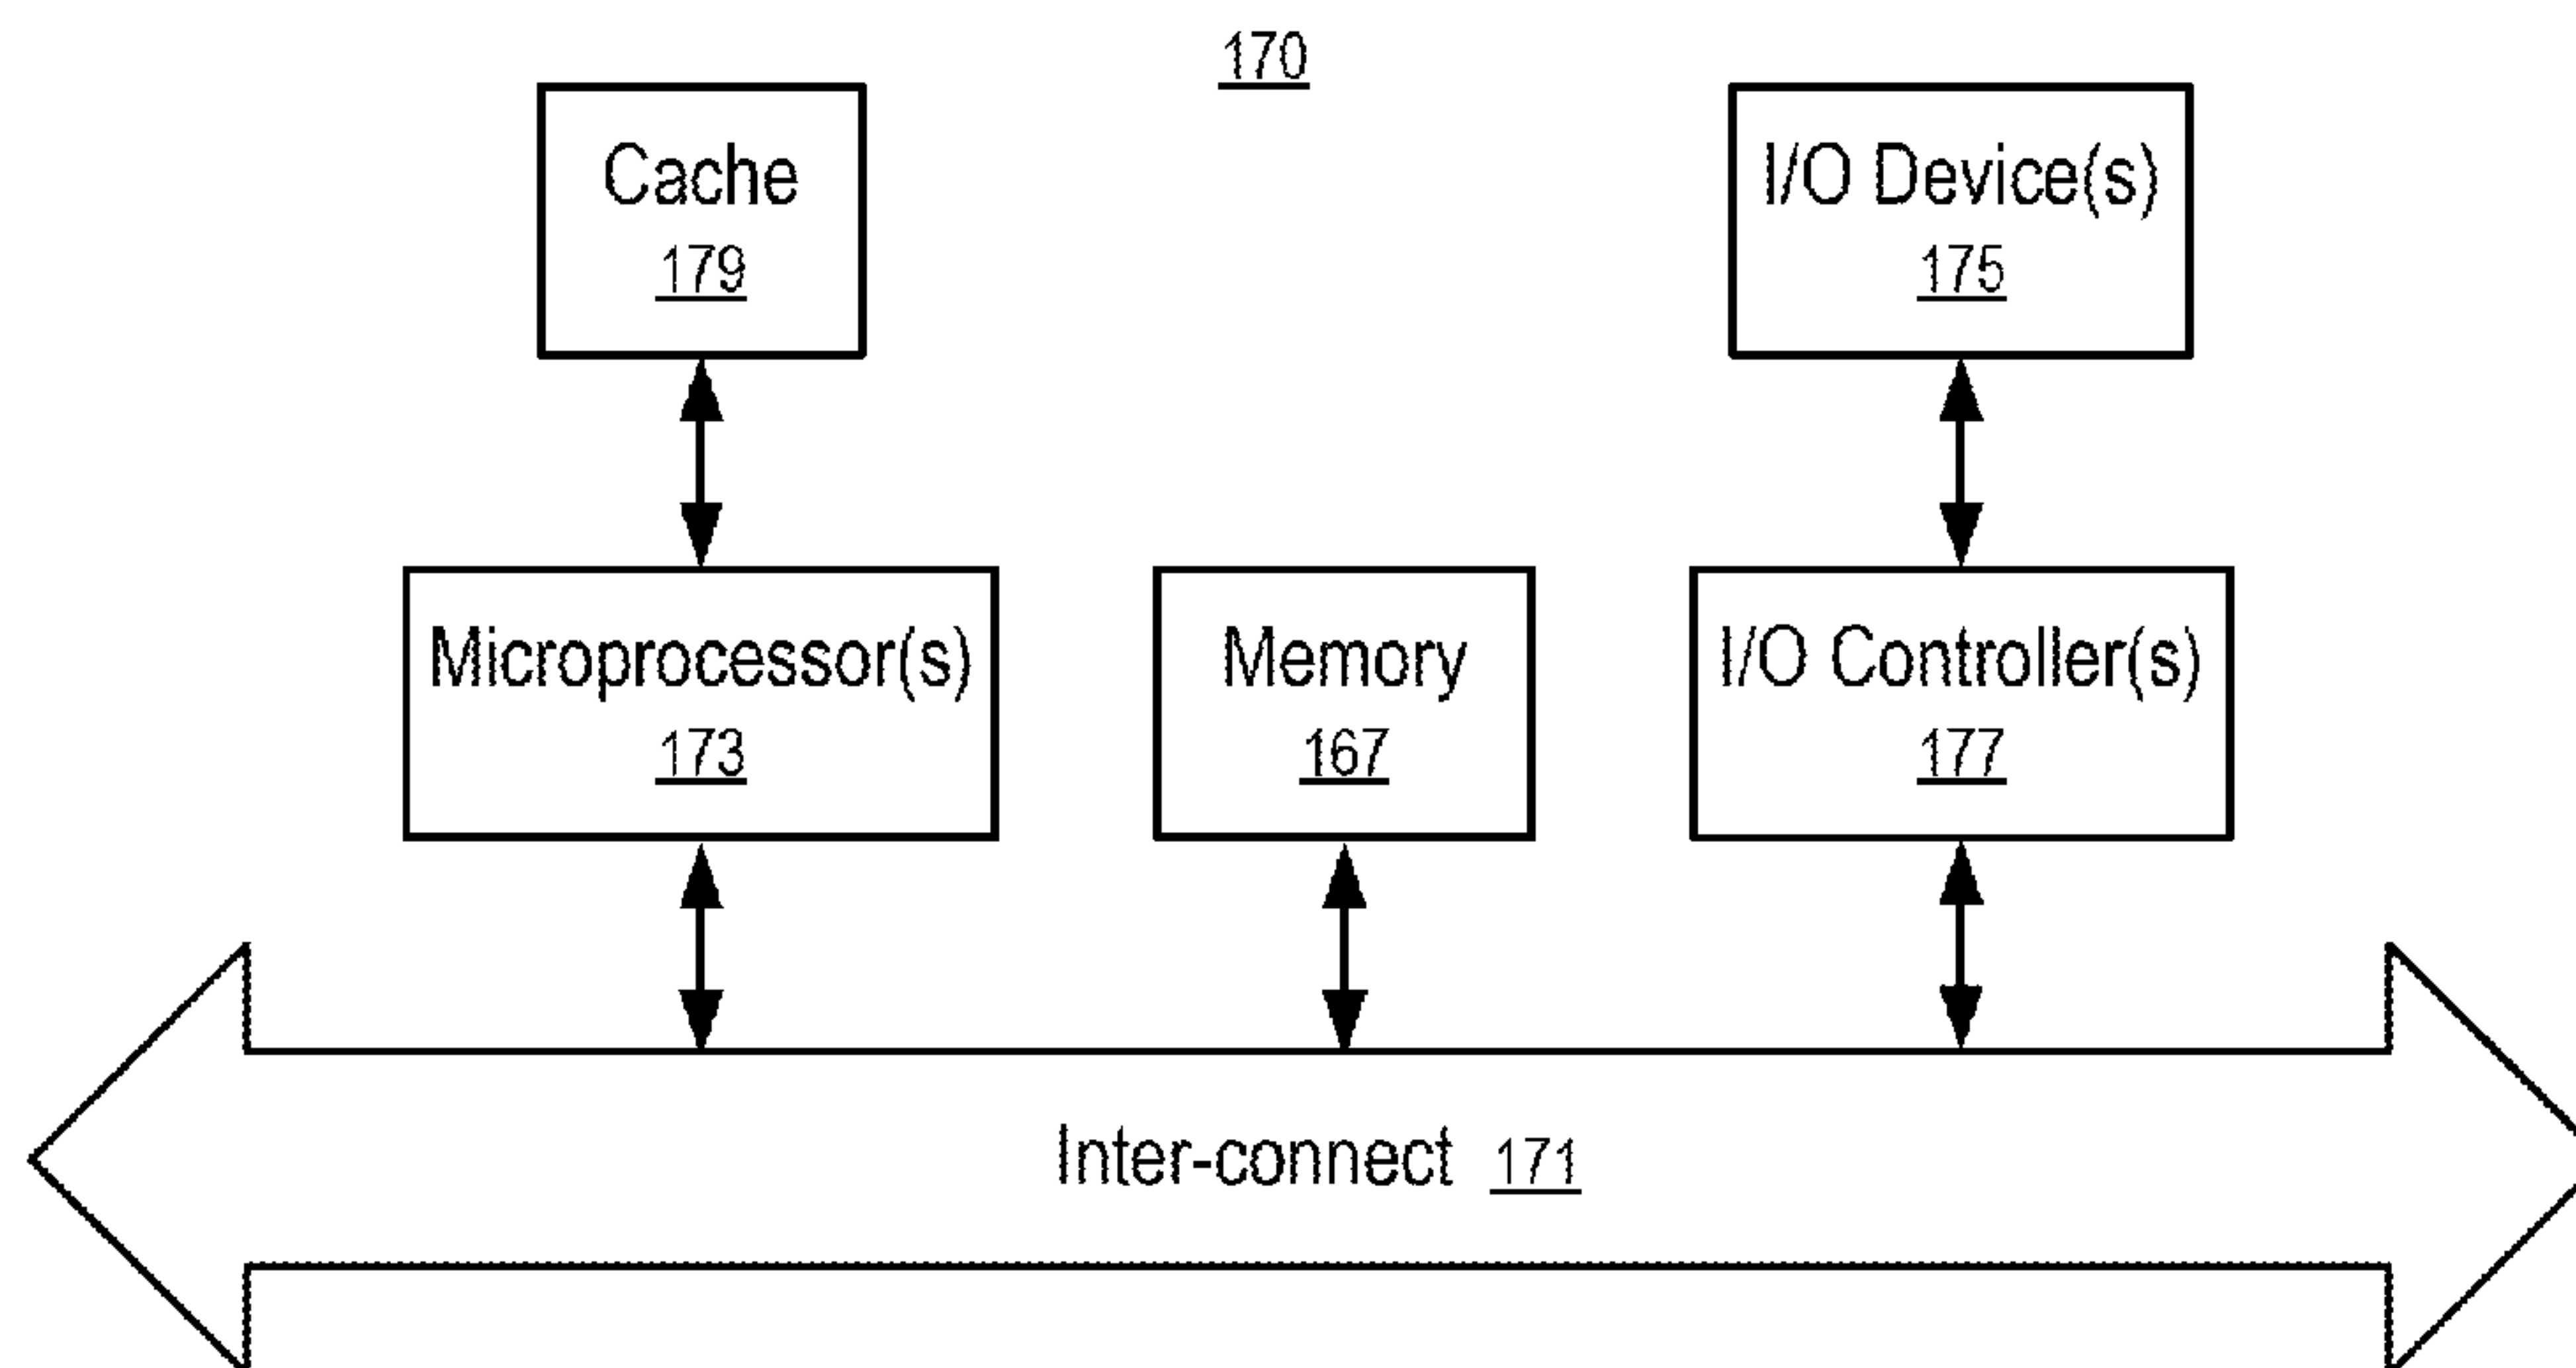 170
Cache
179
I/O Device(s)
175
Microprocessor(s)
173
Memory
167
I/O Controller(s)
177
Inter-connect 171